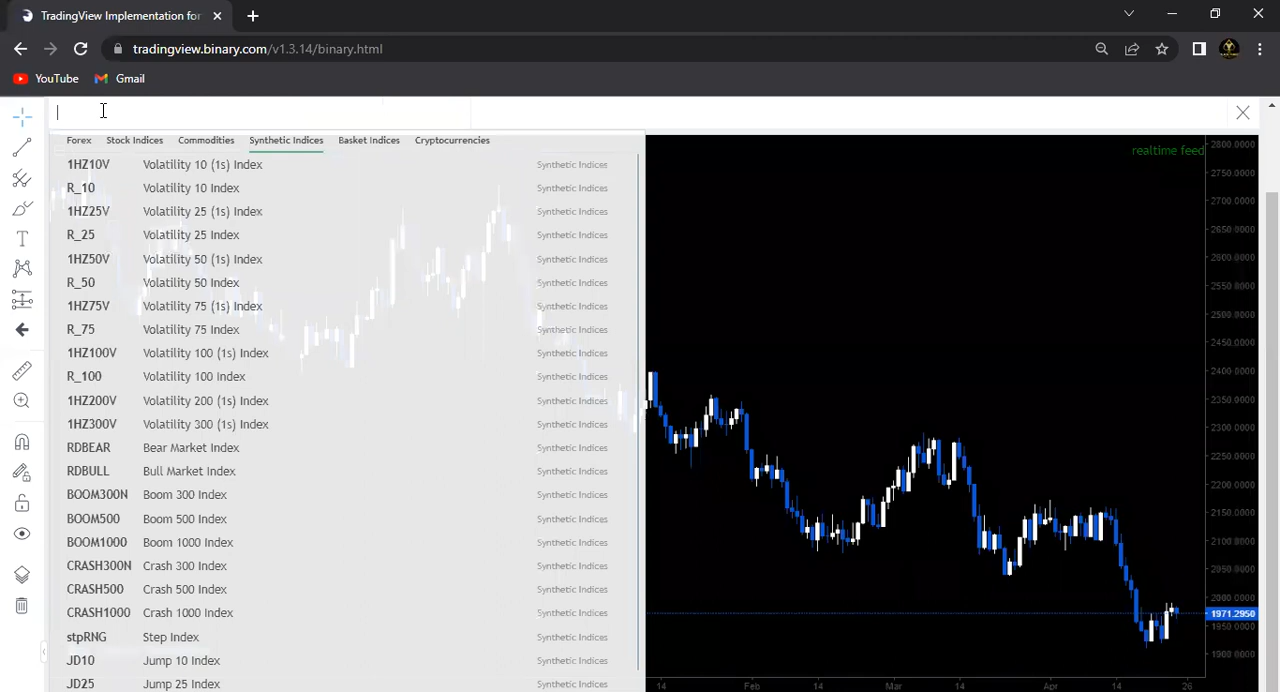 TradingView Implementation for
tradingview.binary.com/v1.3.14/binary.html
YouTube Gmail
Forex Stock Indices Commodities Synthetic Indices Basket Indices Cryptocurrencies
1HZ10V Volatility 10 (1s) Index Synthetic Indices
R_10 Volatility 10 Index Synthetic Indices
1HZ25V Volatility 25 (1s) Index Synthetic Indices
R_25 Volatility 25 Index Synthetic Indices
1HZ50V Volatility 50 (1s) Index Synthetic Indices
R_50 Volatility 50 Index Synthetic Indices
1HZ75V Volatility 75 (1s) Index Synthetic Indices
R_75 Volatility 75 Index Synthetic Indices
1HZ100V Volatility 100 (1s) Index Synthetic Indices
R_100 Volatility 100 Index Synthetic Indices
1HZ200V Volatility 200 (1s) Index Synthetic Indices
1HZ300V Volatility 300 (1s) Index Synthetic Indices
RDBEAR Bear Market Index Synthetic Indices
RDBULL Bull Market Index Synthetic Indices
BOOM300N Boom 300 Index Synthetic Indices
BOOM500 Boom 500 Index Synthetic Indices
BOOM1000 Boom 1000 Index Synthetic Indices
CRASH300N Crash 300 Index Synthetic Indices
CRASH500 Crash 500 Index Synthetic Indices
CRASH1000 Crash 1000 Index Synthetic Indices
stpRNG Step Index Synthetic Indices
JD10 Jump 10 Index Synthetic Indices
JD25 Jump 25 Index Synthetic Indices
realtime feed
2800.0000
2750.0000
2700.0000
2650.0000
2600.0000
2550.0000
2500.0000
2450.0000
2400.0000
2350.0000
2300.0000
2250.0000
2200.0000
2150.0000
2100.0000
2050.0000
2000.0000
1971.2950
1950.0000
1900.0000
14 Feb 14 Mar 14 Apr 14 26